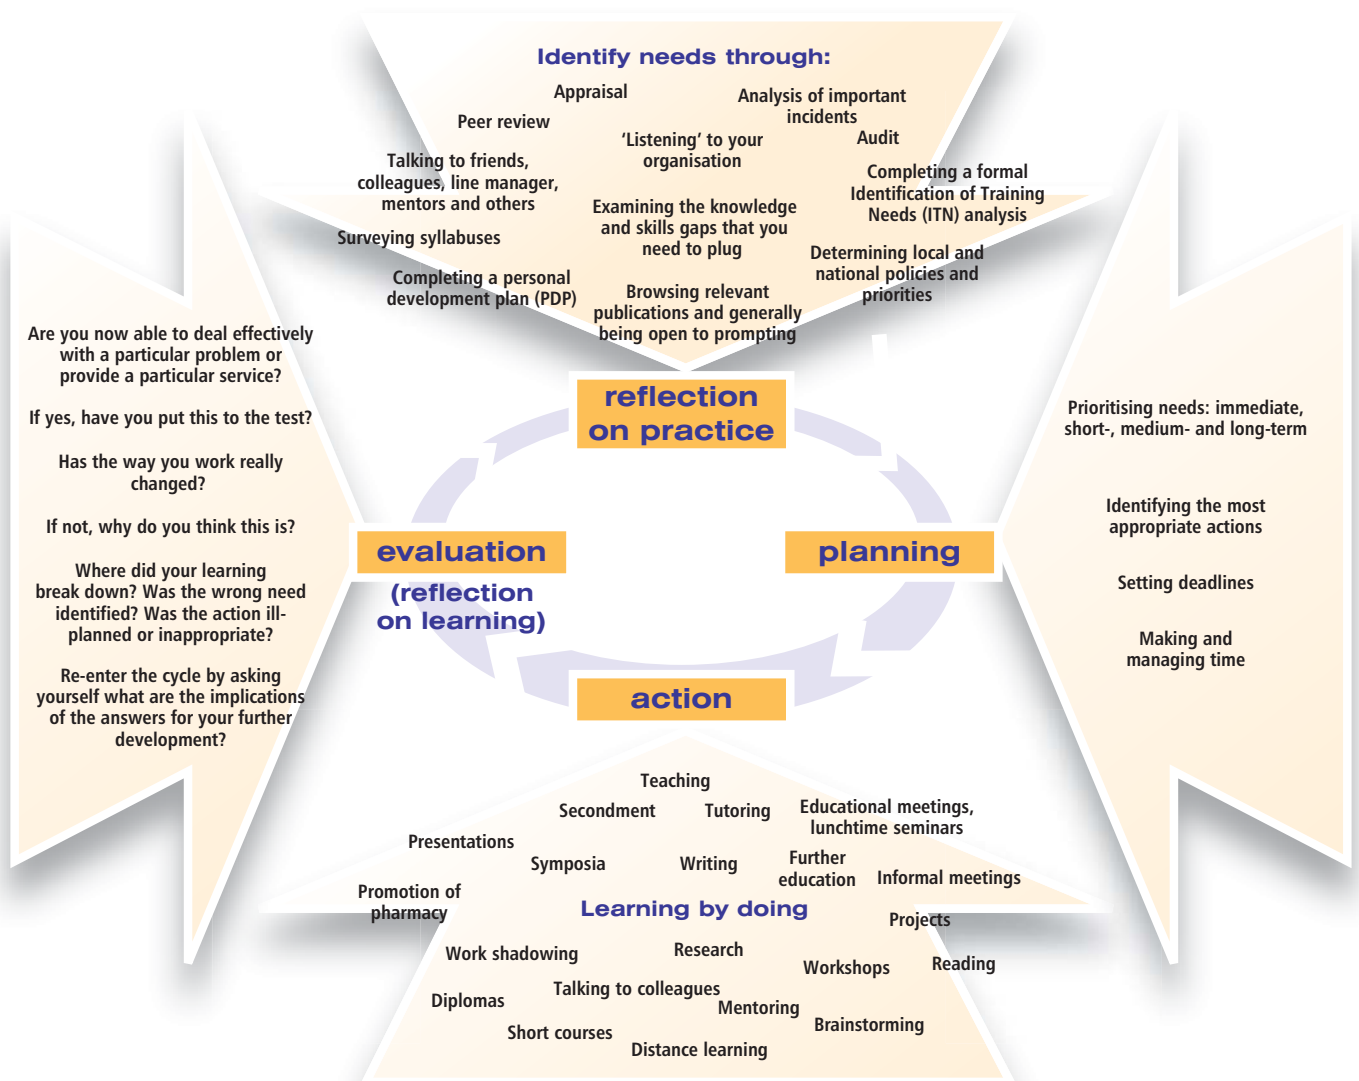 Identify needs through:
Appraisal
Analysis of important
incidents
Peer review
'Listening' to your
organisation
Audit
Talking to friends,
colleagues, line manager,
mentors and others
Completing a formal
Identification of Training
Needs (ITN) analysis
Examining the knowledge
and skills gaps that you
need to plug
Surveying syllabuses
Determining local and
national policies and
priorities
Completing a personal
development plan (PDP)
Browsing relevant
publications and generally
being open to prompting
reflection
on practice
Are you now able to deal effectively
with a particular problem or
provide a particular service?
If yes, have you put this to the test?
Has the way you work really
changed?
If not, why do you think this is?
Where did your learning
break down? Was the wrong need
identified? Was the action ill-
planned or inappropriate?
Re-enter the cycle by asking
yourself what are the implications
of the answers for your further
development?
evaluation
(reflection
on learning)
planning
Prioritising needs: immediate,
short-, medium- and long-term
Identifying the most
appropriate actions
Setting deadlines
Making and
managing time
action
Teaching
Secondment
Tutoring
Educational meetings,
lunchtime seminars
Presentations
Symposia
Writing
Further
education
Informal meetings
Promotion of
pharmacy
Learning by doing
Projects
Work shadowing
Research
Workshops
Reading
Diplomas
Talking to colleagues
Mentoring
Brainstorming
Short courses
Distance learning